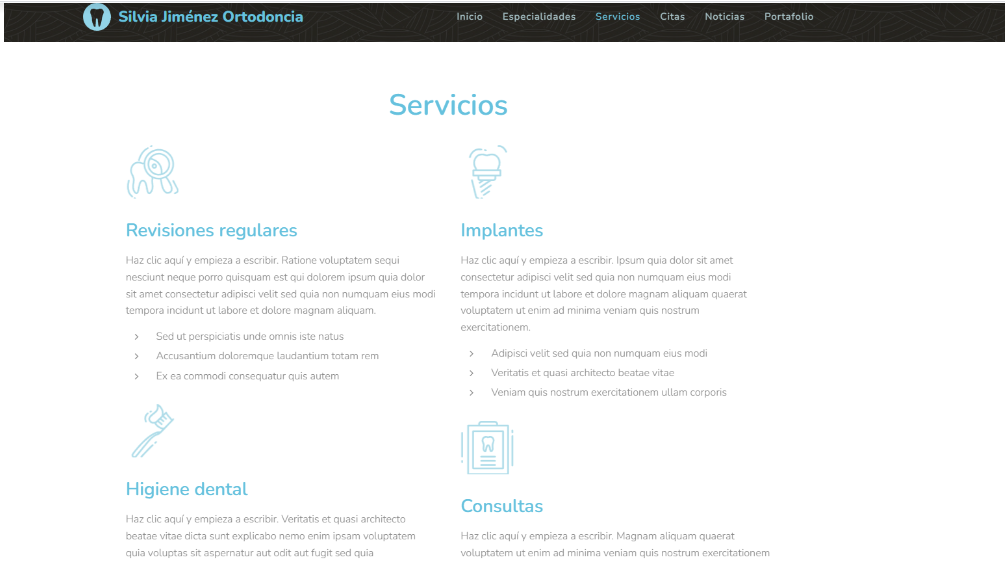 Silvia Jiménez Ortodoncia
Inicio Especialidades Servicios Citas Noticias Portafolio
Servicios
Revisiones regulares
Haz clic aquí y empieza a escribir. Ratione voluptatem sequi
nesciunt neque porro quisquam est qui dolorem ipsum quia dolor
sit amet consectetur adipisci velit sed quia non numquam eius modi
tempora incidunt ut labore et dolore magnam aliquam.
Sed ut perspiciatis unde omnis iste natus
Accusantium doloremque laudantium totam rem
Ex ea commodi consequatur quis autem
Higiene dental
Haz clic aquí y empieza a escribir. Veritatis et quasi architecto
beatae vitae dicta sunt explicabo nemo enim ipsam voluptatem
quia voluptas sit aspernatur aut odit aut fugit sed quia
Implantes
Haz clic aquí y empieza a escribir. Ipsum quia dolor sit amet
consectetur adipisci velit sed quia non numquam eius modi
tempora incidunt ut labore et dolore magnam aliquam quaerat
voluptatem ut enim ad minima veniam quis nostrum
exercitationem.
Adipisci velit sed quia non numquam eius modi
Veritatis et quasi architecto beatae vitae
Veniam quis nostrum exercitationem ullam corporis
Consultas
Haz clic aquí y empieza a escribir. Magnam aliquam quaerat
voluptatem ut enim ad minima veniam quis nostrum exercitationem